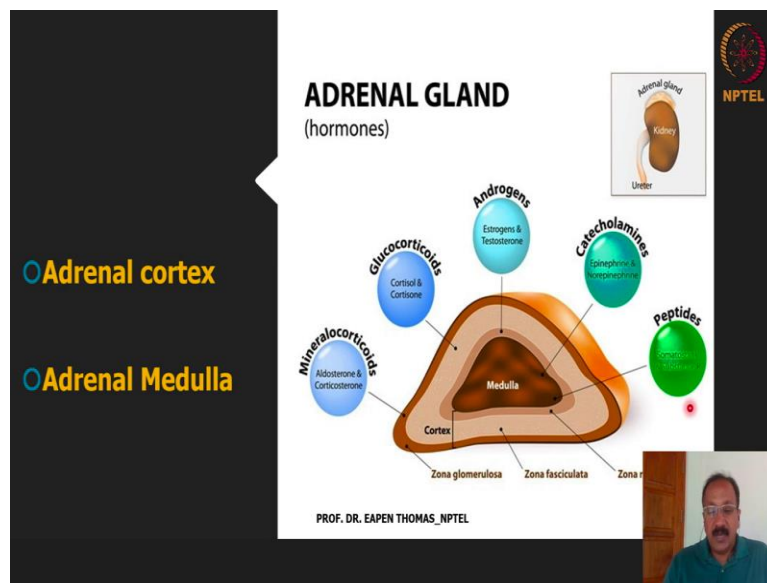 ADRENAL GLAND
(hormones)
NPTEL
Adrenal gland
Kidney
Ureter
Adrenal cortex
Adrenal Medulla
Androgens
Estrogens &
Testosterone
Glucocorticoids
Cortisol &
Cortisone
Catecholamines
Epinephrine &
Norepinephrine
Mineralocorticoids
Aldosterone &
Corticosterone
Peptides
Medulla
Cortex
Zona glomerulosa
Zona fasciculata
Zona
PROF. DR. EAPEN THOMAS_NPTEL